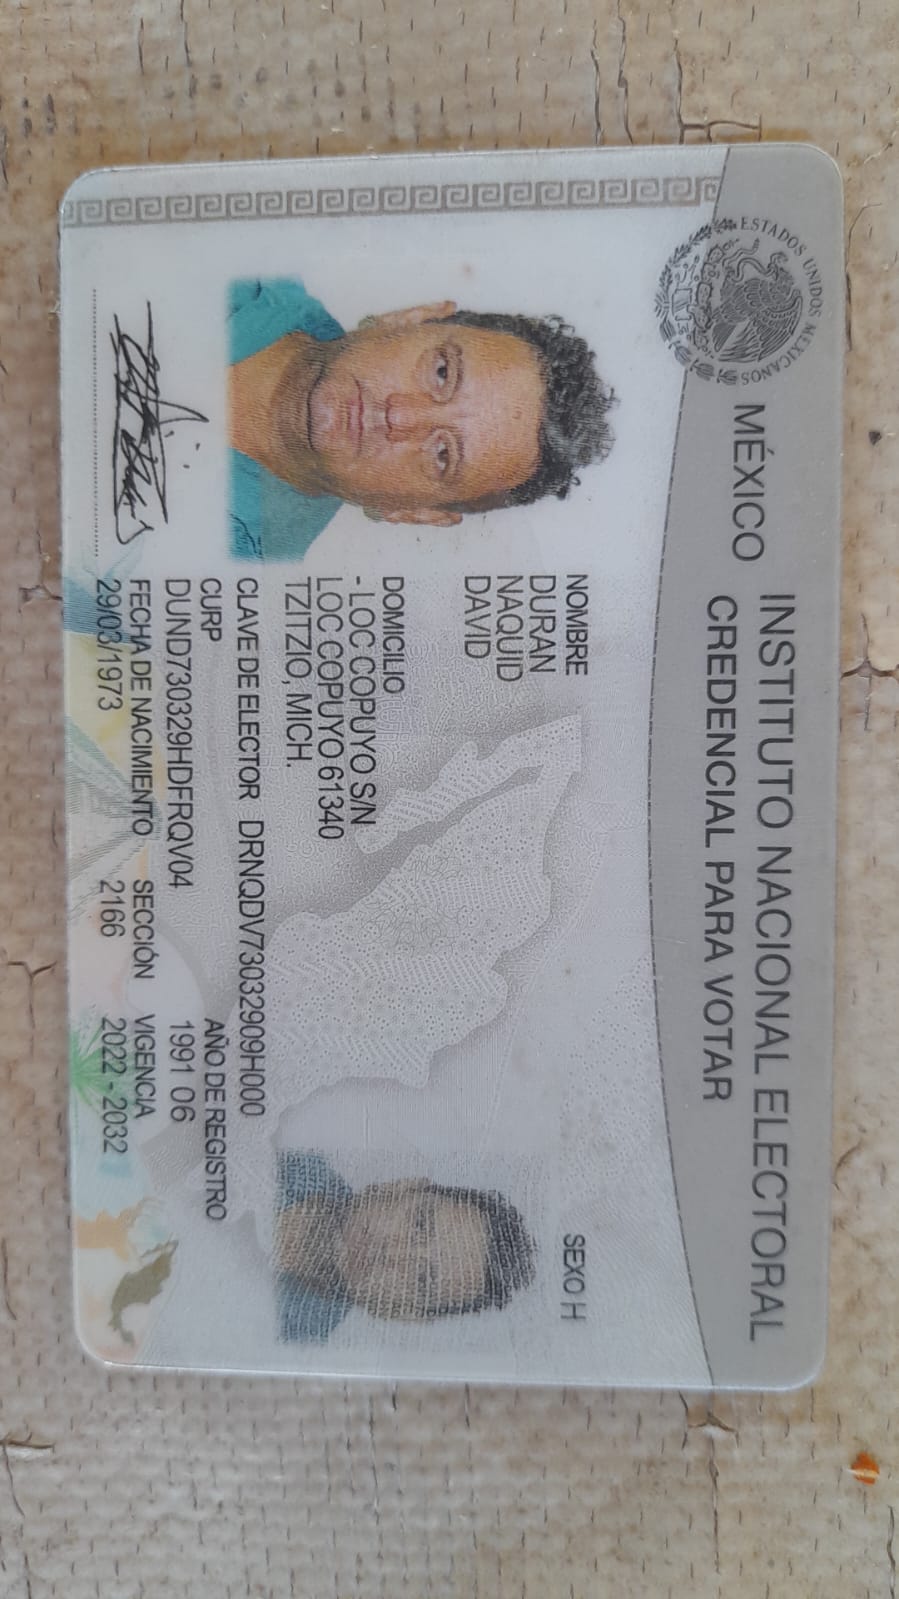 ESTADOS UNIDOS MEXICANOS
MÉXICO
INSTITUTO NACIONAL ELECTORAL
CREDENCIAL PARA VOTAR
NOMBRE
DURAN
NAQUID
DAVID
SEXO H
DOMICILIO
- LOC COPUYO S/N
LOC COPUYO 61340
TZITZIO, MICH.
CLAVE DE ELECTOR DRNQDV73032909H000
CURP
DUND730329HDFRQV04
AÑO DE REGISTRO
1991 06
FECHA DE NACIMIENTO
29/03/1973
SECCIÓN
2166
VIGENCIA
2022 - 2032